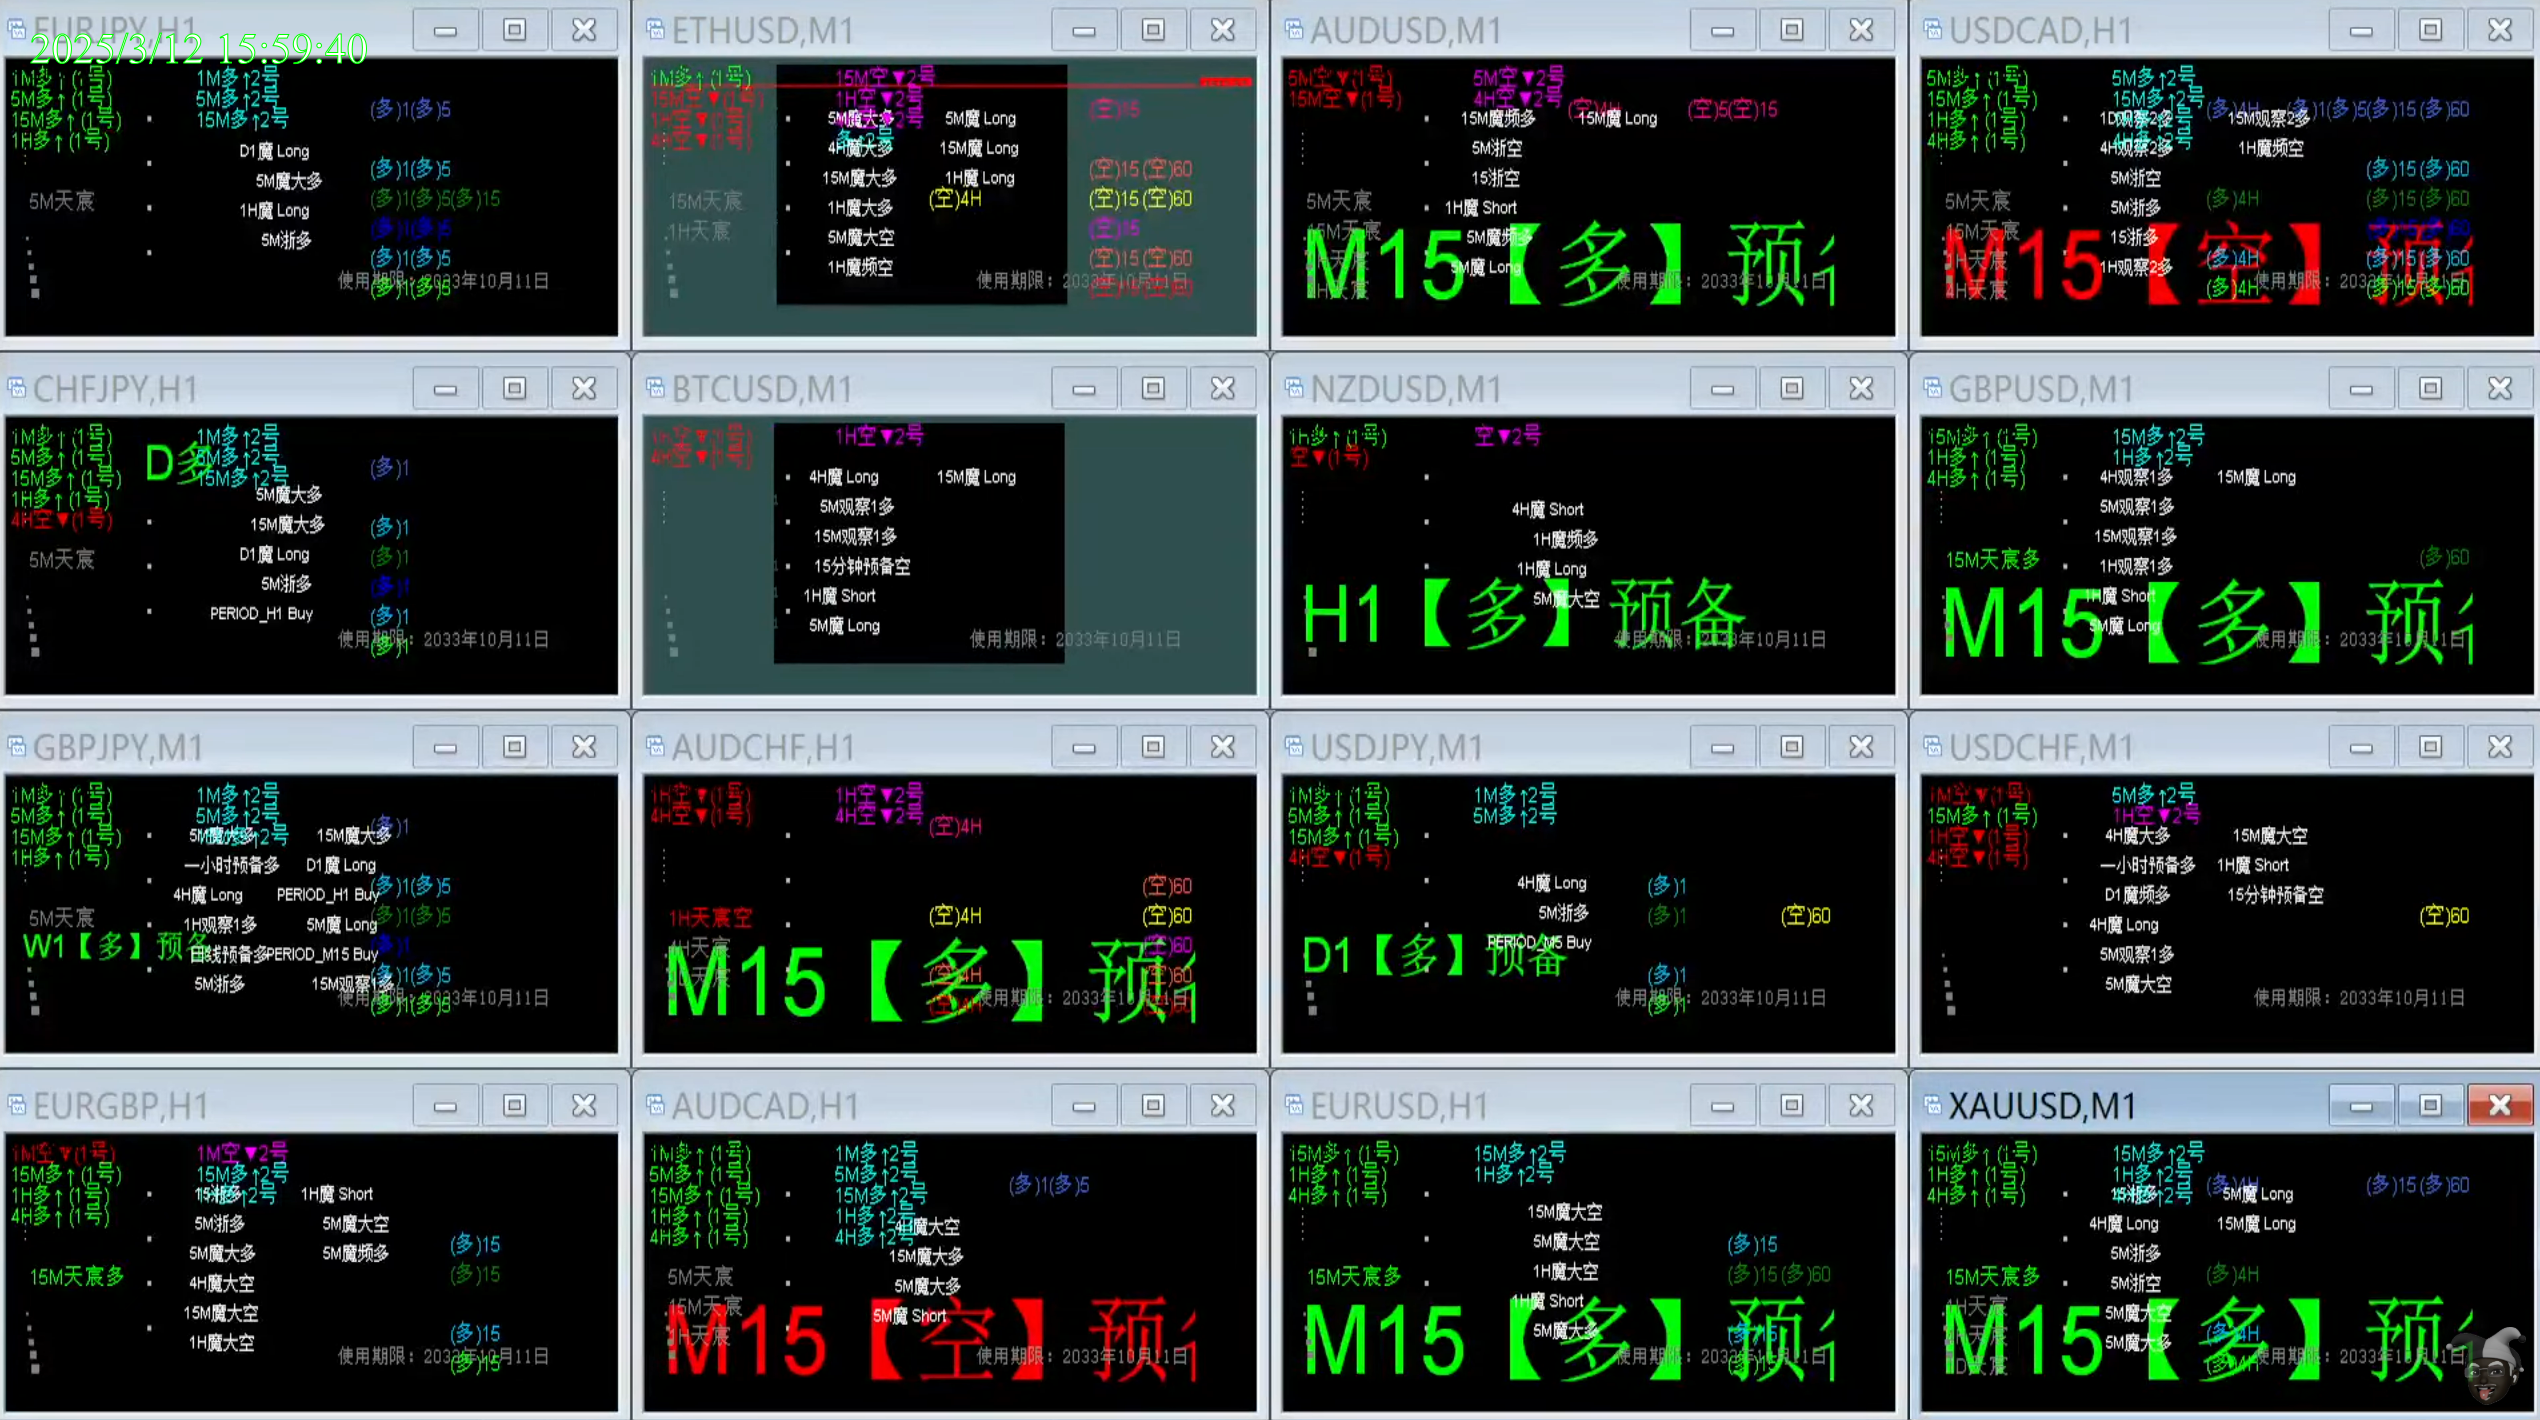 EURJPY,H1
2025/3/12 15:59:40
1M多↑(1号) 1M多↑2号
5M多↑(1号) 5M多↑2号
15M多↑(1号) 15M多↑2号
1H多↑(1号)
(多)1(多)5
D1魔 Long
5M魔大多 (多)1(多)5
5M天宸 1H魔 Long (多)1(多)5(多)15
5M浙多 (多)1(多)5
(多)1(多)5
使用期限：2033年10月11日
(多)1(多)5
ETHUSD,M1
1M多↑(1号) 15M空▼2号
15M空▼(1号) 1H空▼2号
1H空▼(1号)
4H空▼(1号)
(空)15
5M魔大多 5M魔 Long
4H魔大多 15M魔 Long
15M魔大多 1H魔 Long (空)15(空)60
15M天宸 1H魔大多 (空)4H (空)15(空)60
1H天宸 5M魔大空 (空)15
1H魔频空 (空)15(空)60
使用期限：2033年10月11日
AUDUSD,M1
5M空▼(1号) 5M空▼2号
15M空▼(1号) 4H空▼2号
(空)4H (空)5(空)15
15M魔频多 15M魔 Long
5M浙空
15浙空
5M天宸 1H魔 Short
15M天宸 5M魔频多
5M魔 Long
M15【多】预
使用期限：2033年10月11日
USDCAD,H1
5M多↑(1号) 5M多↑2号
15M多↑(1号) 15M多↑2号
1H多↑(1号)
4H多↑(1号)
(多)4H (多)1(多)5(多)15(多)60
1D观察2多 15M观察2多
4H观察2多 1H魔频空
5M浙空 (多)15(多)60
5M天宸 5M浙多 (多)4H (多)15(多)60
15M天宸 15浙多 (多)15(多)60
1H天宸 1H观察2多 (多)4H (多)15(多)60
4H天宸 (多)4H (多)15(多)60
M15【空】预
使用期限：2033年10月11日
CHFJPY,H1
1M多↑(1号) 1M多↑2号
5M多↑(1号) 5M多↑2号
15M多↑(1号) 15M多↑2号
1H多↑(1号)
4H空▼(1号)
D多
(多)1
5M魔大多
15M魔大多 (多)1
5M天宸 D1魔 Long (多)1
5M浙多 (多)1
PERIOD_H1 Buy (多)1
使用期限：2033年10月11日
(多)1
BTCUSD,M1
1H空▼(1号) 1H空▼2号
4H空▼(1号)
4H魔 Long 15M魔 Long
5M观察1多
15M观察1多
15分钟预备空
1H魔 Short
5M魔 Long
使用期限：2033年10月11日
NZDUSD,M1
1H多↑(1号) 空▼2号
空▼(1号)
4H魔 Short
1H魔频多
1H魔 Long
5M魔大空
H1【多】预备
使用期限：2033年10月11日
GBPUSD,M1
15M多↑(1号) 15M多↑2号
1H多↑(1号) 1H多↑2号
4H多↑(1号)
4H观察1多 15M魔 Long
5M观察1多
15M观察1多
15M天宸多 1H观察1多 (多)60
1H魔 Short
5M魔 Long
M15【多】预
使用期限：2033年10月11日
GBPJPY,M1
1M多↑(1号) 1M多↑2号
5M多↑(1号) 5M多↑2号
15M多↑(1号) 15M多↑2号
1H多↑(1号)
(多)1
5M魔大多 15M魔大多
一小时预备多 D1魔 Long
4H魔 Long PERIOD_H1 Buy (多)1(多)5
5M天宸 1H观察1多 5M魔 Long (多)1(多)5
W1【多】预备 日线预备多 PERIOD_M15 Buy (多)1
5M浙多 15M观察1多 (多)1(多)5
使用期限：2033年10月11日
(多)1(多)5
AUDCHF,H1
1H空▼(1号) 1H空▼2号
4H空▼(1号) 4H空▼2号
(空)4H
(空)60
1H天宸空 (空)4H (空)60
4H天宸 (空)60
(空)4H (空)60
M15【多】预
使用期限：2033年10月11日
USDJPY,M1
1M多↑(1号) 1M多↑2号
5M多↑(1号) 5M多↑2号
15M多↑(1号)
4H空▼(1号)
4H魔 Long (多)1
5M浙多 (多)1 (空)60
PERIOD_M5 Buy
D1【多】预备
(多)1
使用期限：2033年10月11日
(多)1
USDCHF,M1
1M空▼(1号) 5M多↑2号
15M多↑(1号) 1H空▼2号
1H空▼(1号)
4H空▼(1号)
4H魔大多 15M魔大空
一小时预备多 1H魔 Short
D1魔频多 15分钟预备空
4H魔 Long (空)60
5M观察1多
5M魔大空
使用期限：2033年10月11日
EURGBP,H1
1M空▼(1号) 1M空▼2号
15M多↑(1号) 15M多↑2号
1H多↑(1号)
4H多↑(1号)
15浙多 1H魔 Short
5M浙多 5M魔大空
5M魔大多 5M魔频多 (多)15
15M天宸多 4H魔大空 (多)15
15M魔大空
1H魔大空 (多)15
使用期限：2033年10月11日
(多)15
AUDCAD,H1
1M多↑(1号) 1M多↑2号
5M多↑(1号) 5M多↑2号
15M多↑(1号) 15M多↑2号
1H多↑(1号) 1H多↑2号
4H多↑(1号) 4H多↑2号
(多)1(多)5
4H魔大空
15M魔大多
5M天宸 5M魔大多
15M天宸 5M魔 Short
1H天宸
M15【空】预
使用期限：2033年10月11日
EURUSD,H1
15M多↑(1号) 15M多↑2号
1H多↑(1号) 1H多↑2号
4H多↑(1号)
15M魔大空
5M魔大空 (多)15
15M天宸多 1H魔大空 (多)15(多)60
1H魔 Short
5M魔大多 (多)15
M15【多】预
使用期限：2033年10月11日
XAUUSD,M1
15M多↑(1号) 15M多↑2号
1H多↑(1号) 1H多↑2号
4H多↑(1号) 4H多↑2号
(多)4H (多)15(多)60
15浙多 5M魔 Long
4H魔 Long 15M魔 Long
5M浙多
15M天宸多 5M浙空 (多)4H
4H天宸 5M魔大空
5M魔大多 (多)4H
M15【多】预
使用期限：2033年10月11日